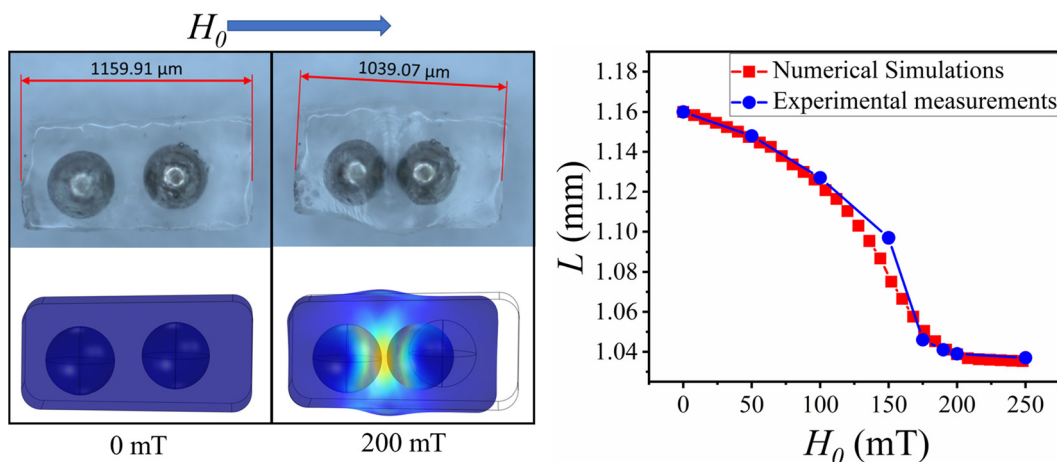 H₀
1159.91 μm
1039.07 μm
0 mT
200 mT
Numerical Simulations
Experimental measurements
1.18
1.16
1.14
1.12
1.10
1.08
1.06
1.04
L (mm)
0
50
100
150
200
250
H₀ (mT)